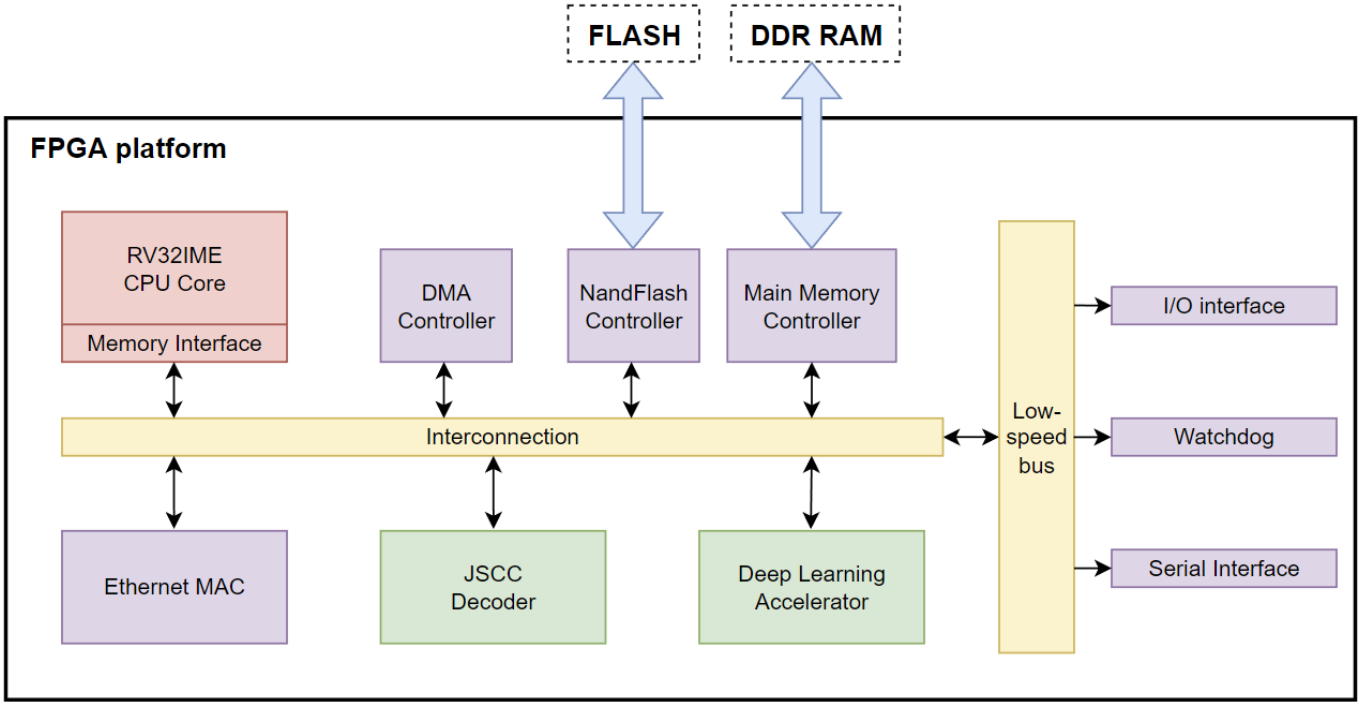 FLASH
DDR RAM
FPGA platform
RV32IME
CPU Core
Memory Interface
DMA
Controller
NandFlash
Controller
Main Memory
Controller
Interconnection
Ethernet MAC
JSCC
Decoder
Deep Learning
Accelerator
Low-
speed
bus
I/O interface
Watchdog
Serial Interface